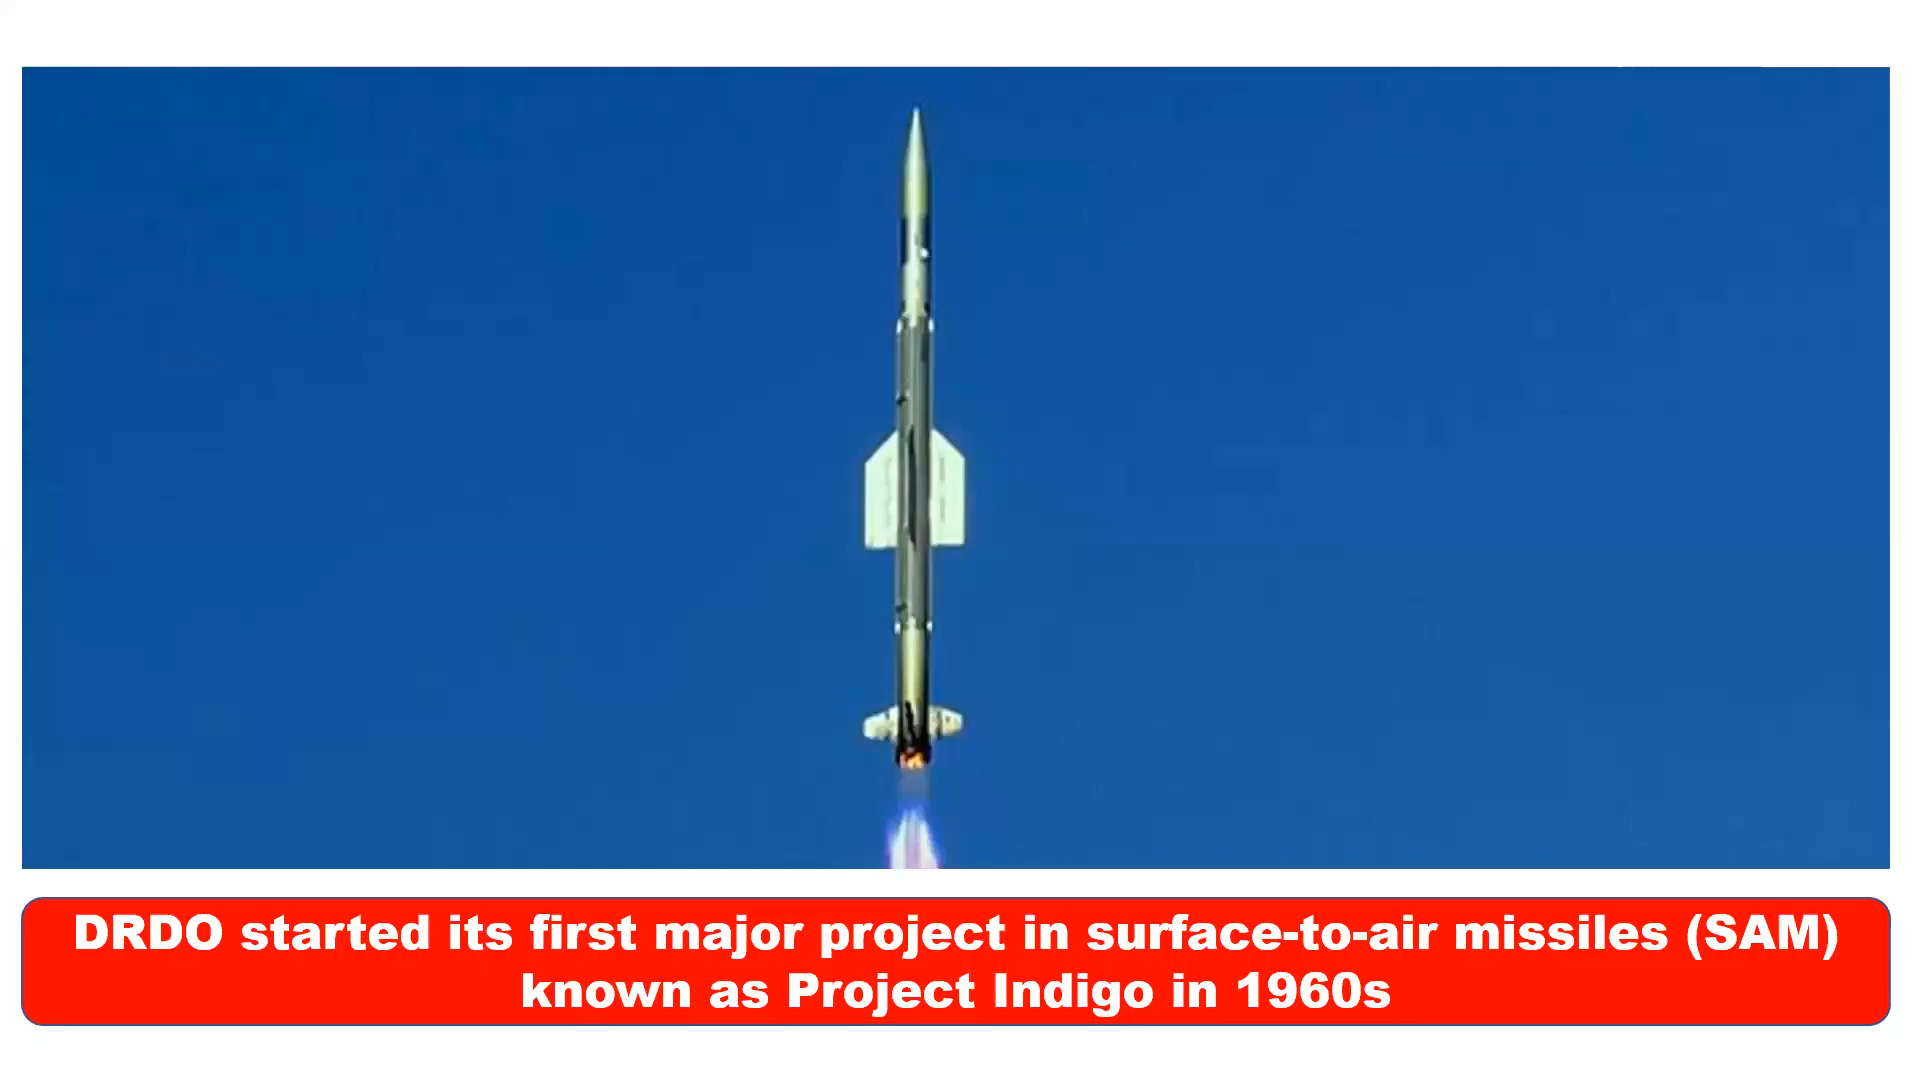 DRDO started its first major project in surface-to-air missiles (SAM)
known as Project Indigo in 1960s